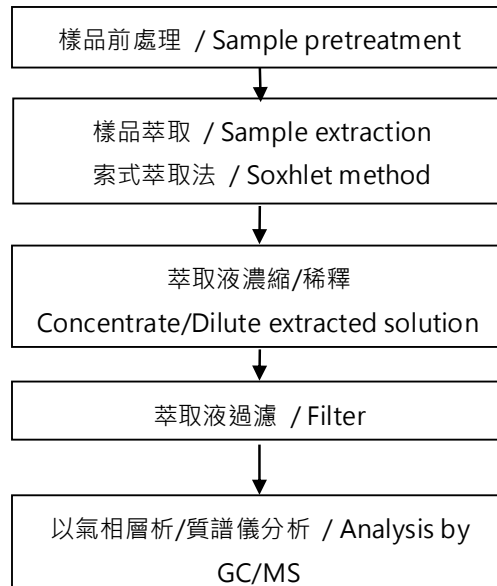 樣品前處理 / Sample pretreatment
樣品萃取 / Sample extraction
索式萃取法 / Soxhlet method
萃取液濃縮/稀釋
Concentrate/Dilute extracted solution
萃取液過濾 / Filter
以氣相層析/質譜儀分析 / Analysis by
GC/MS